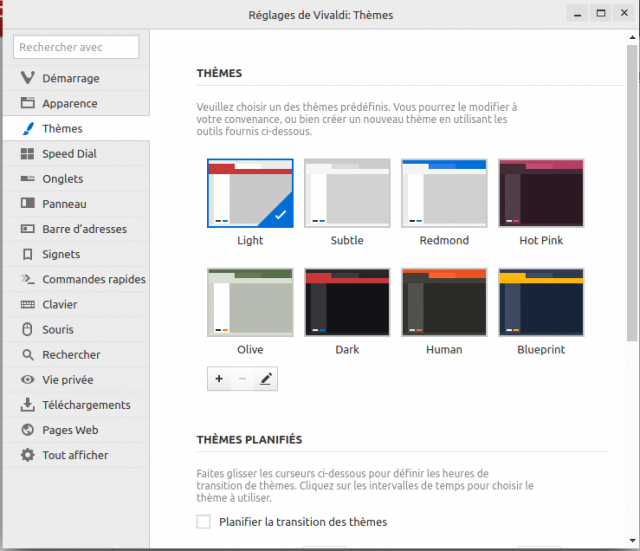 Réglages de Vivaldi: Thèmes
Rechercher avec
Démarrage
Apparence
Thèmes
Speed Dial
Onglets
Panneau
Barre d'adresses
Signets
Commandes rapides
Clavier
Souris
Rechercher
Vie privée
Téléchargements
Pages Web
Tout afficher
THÈMES
Veuillez choisir un des thèmes prédéfinis. Vous pourrez le modifier à
votre convenance, ou bien créer un nouveau thème en utilisant les
outils fournis ci-dessous.
Light
Subtle
Redmond
Hot Pink
Olive
Dark
Human
Blueprint
THÈMES PLANIFIÉS
Faites glisser les curseurs ci-dessous pour définir les heures de
transition de thèmes. Cliquez sur les intervalles de temps pour choisir le
thème à utiliser.
Planifier la transition des thèmes